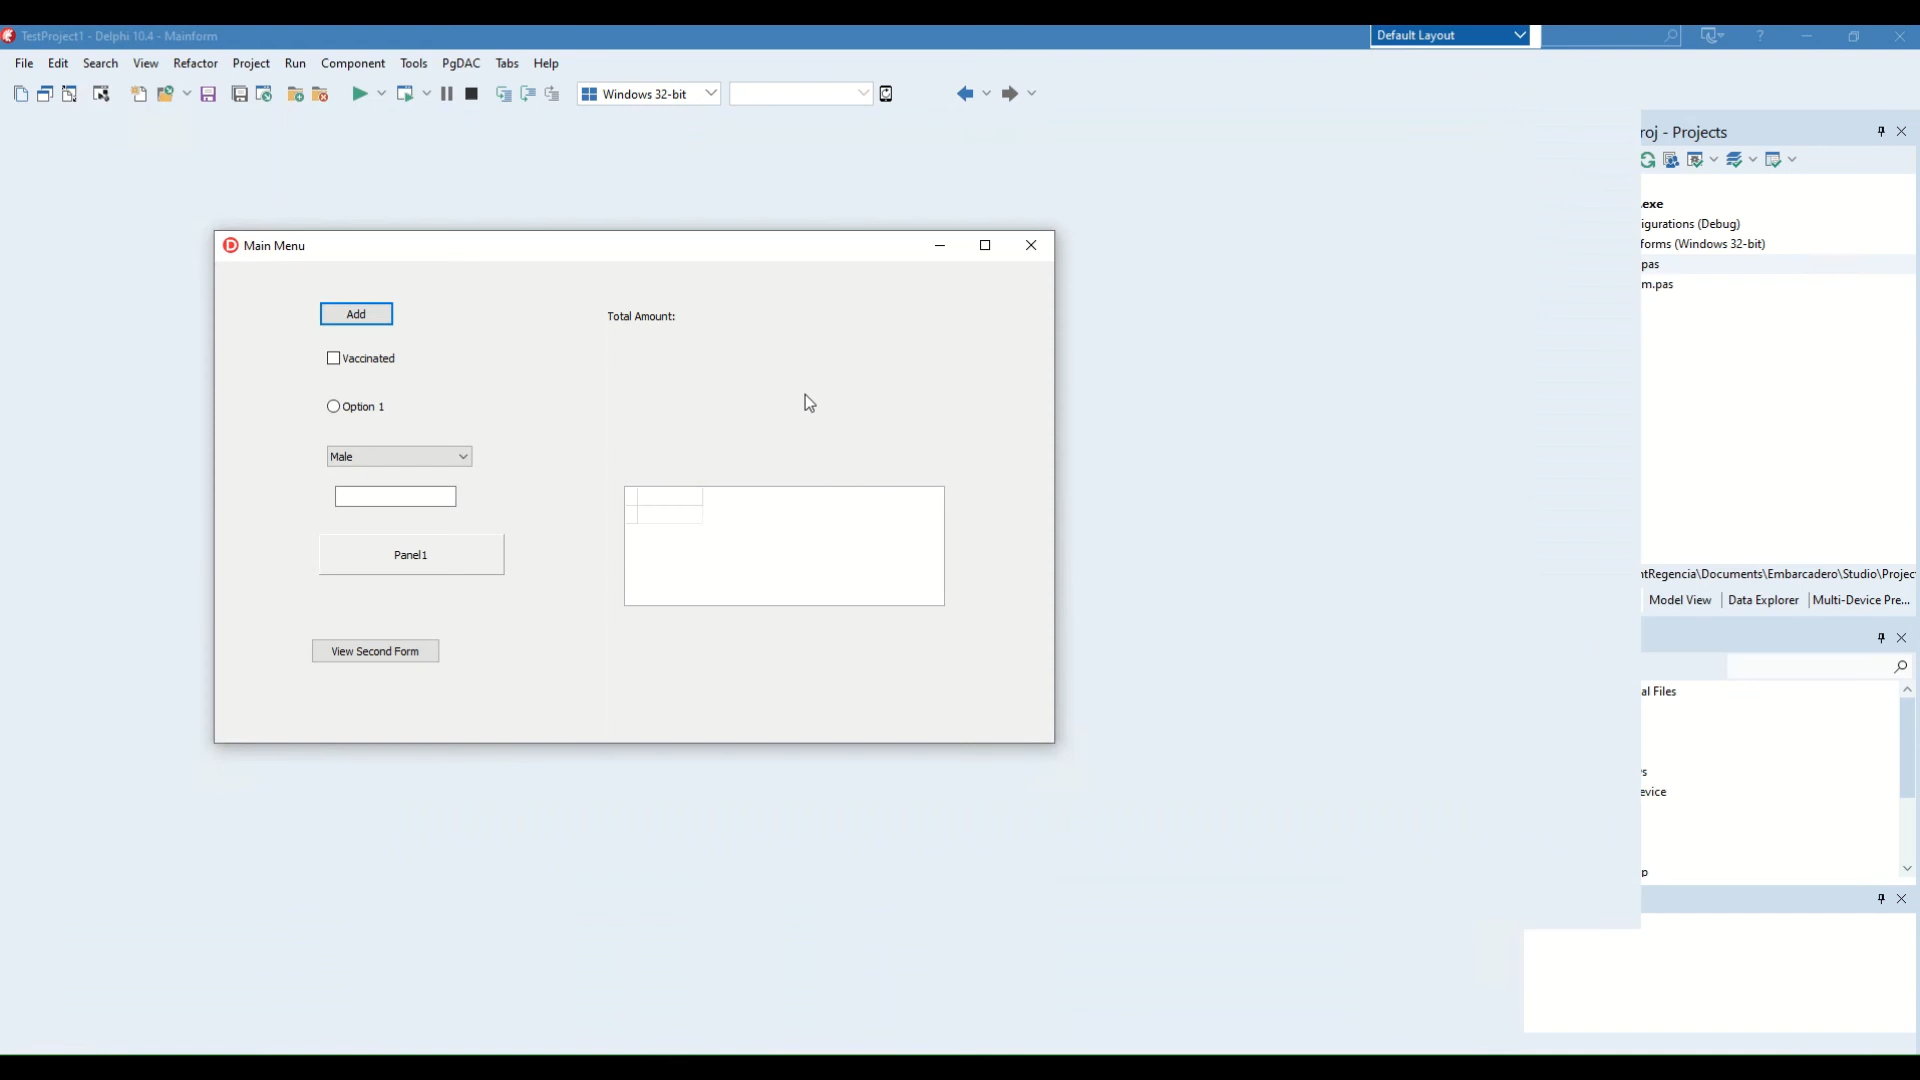 TestProject1 - Delphi 10.4 - Mainform
Default Layout
File Edit Search View Refactor Project Run Component Tools PgDAC Tabs Help
Windows 32-bit
roj - Projects
.exe
igurations (Debug)
forms (Windows 32-bit)
pas
m.pas
Main Menu
Add
Total Amount:
Vaccinated
Option 1
Male
Panel1
View Second Form
ntRegencia\Documents\Embarcadero\Studio\Projec
Model View Data Explorer Multi-Device Pre...
al Files
evice
p